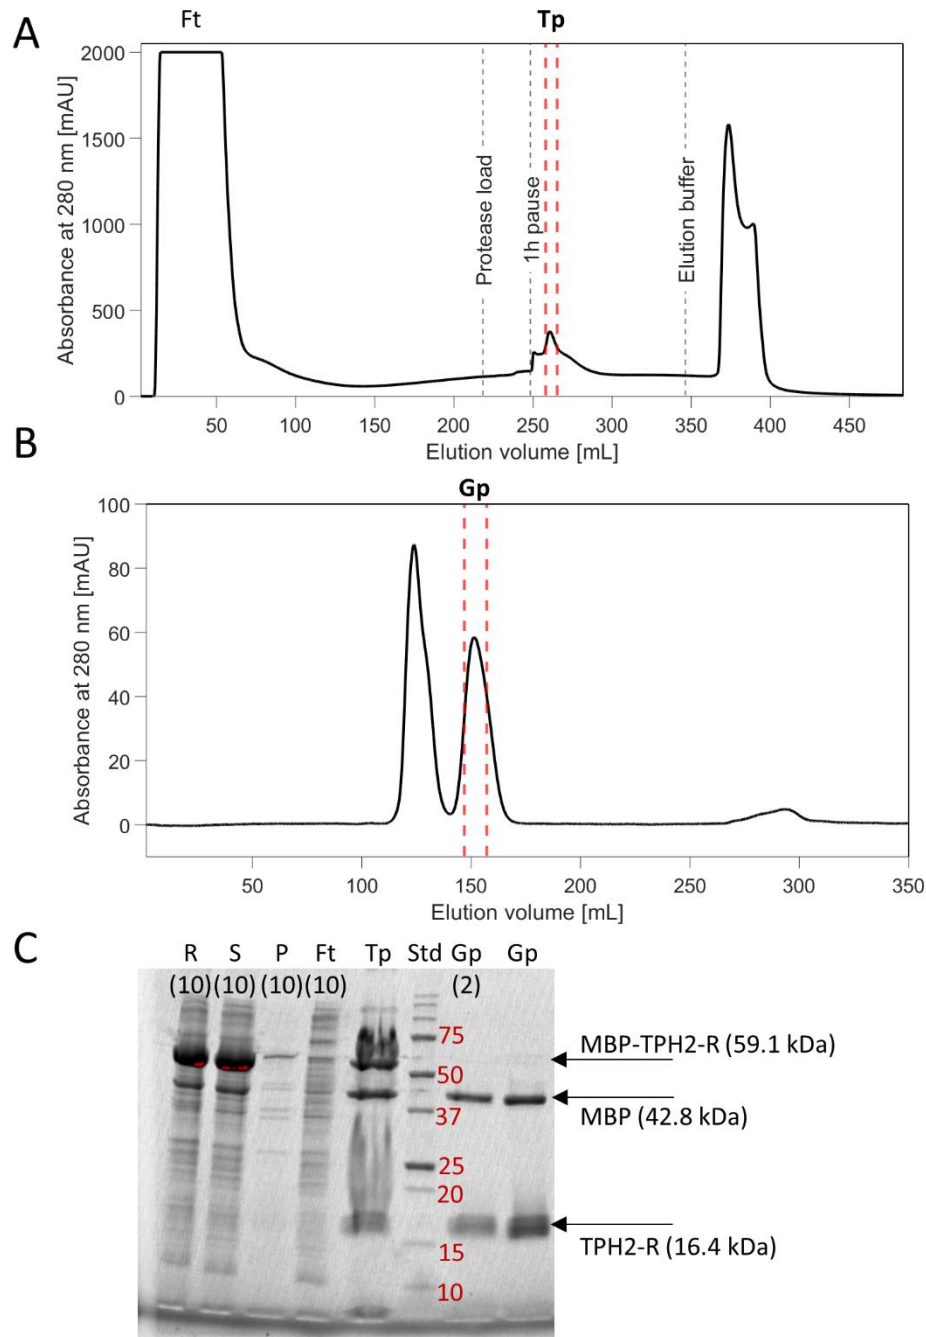 A
Ft
Tp
Absorbance at 280 nm [mAU]
2000
1500
1000
500
0
Protease load
1h pause
Elution buffer
50 100 150 200 250 300 350 400 450
Elution volume [mL]
B
Gp
Absorbance at 280 nm [mAU]
100
80
60
40
20
0
50 100 150 200 250 300 350
Elution volume [mL]
C
R S P Ft Tp Std Gp Gp
(10) (10) (10) (10) (2)
75
50
37
25
20
15
10
MBP-TPH2-R (59.1 kDa)
MBP (42.8 kDa)
TPH2-R (16.4 kDa)